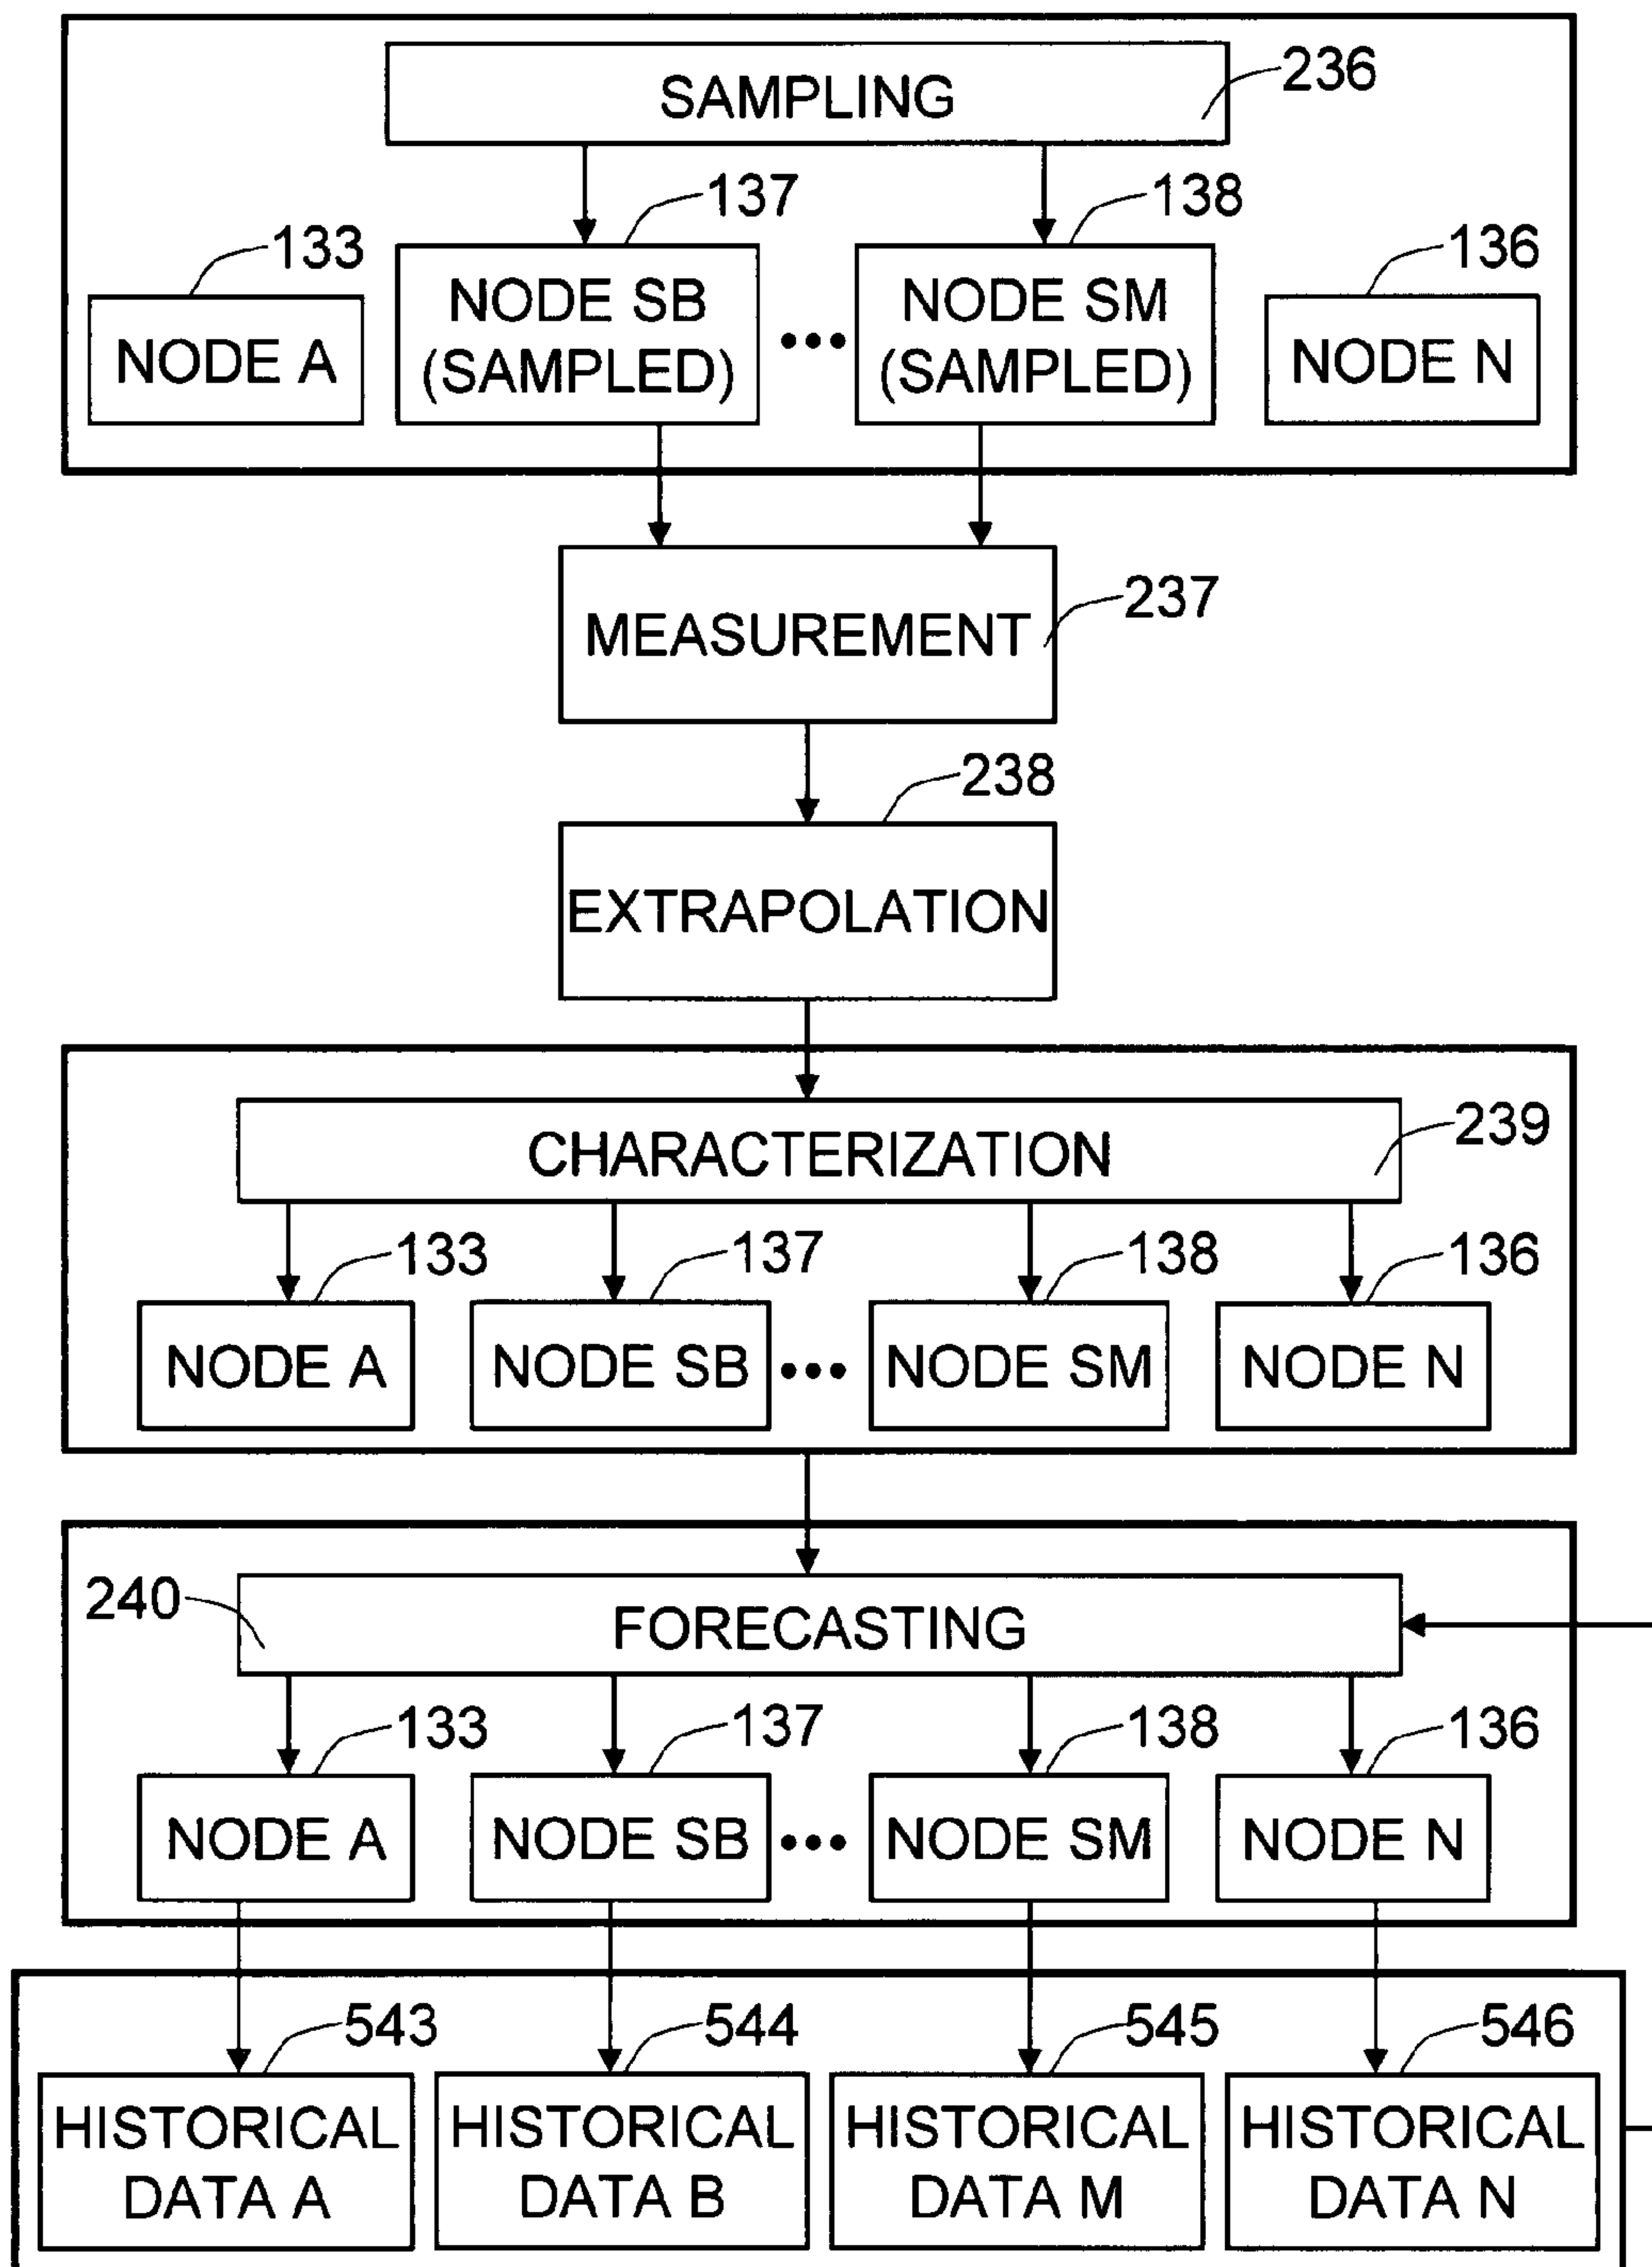 SAMPLING
236
137
138
133
136
NODE A
NODE SB
(SAMPLED)
•••
NODE SM
(SAMPLED)
NODE N
MEASUREMENT
237
238
EXTRAPOLATION
CHARACTERIZATION
239
133
137
138
136
NODE A
NODE SB
•••
NODE SM
NODE N
240
FORECASTING
133
137
138
136
NODE A
NODE SB
•••
NODE SM
NODE N
543
544
545
546
HISTORICAL
DATA A
HISTORICAL
DATA B
HISTORICAL
DATA M
HISTORICAL
DATA N